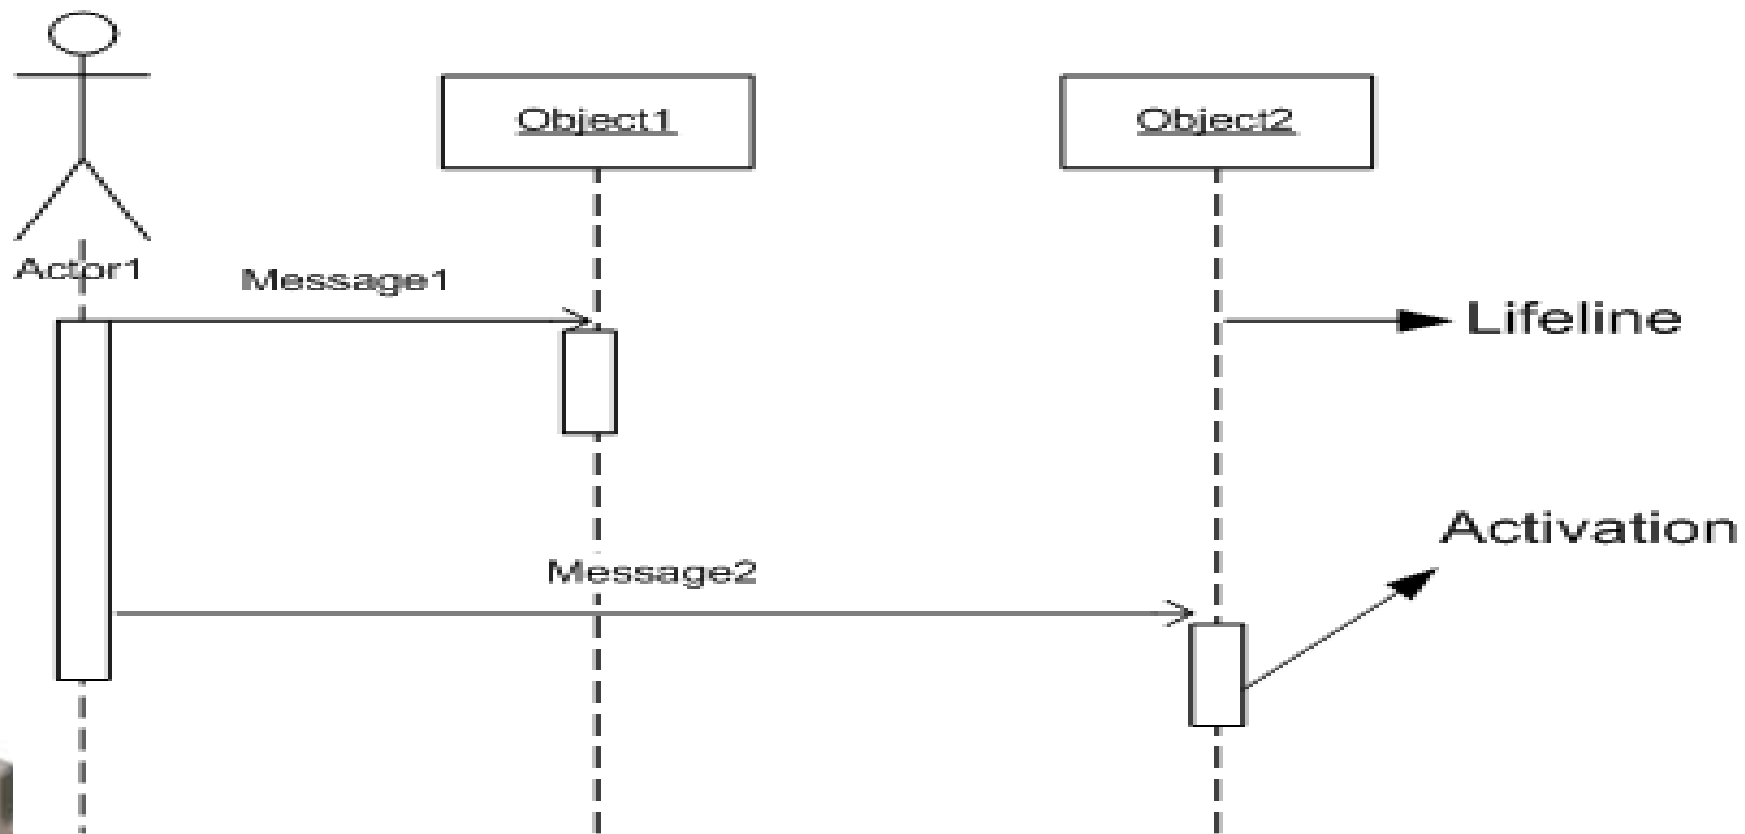 Object1
Object2
Actor1
Message1
Lifeline
Activation
Message2